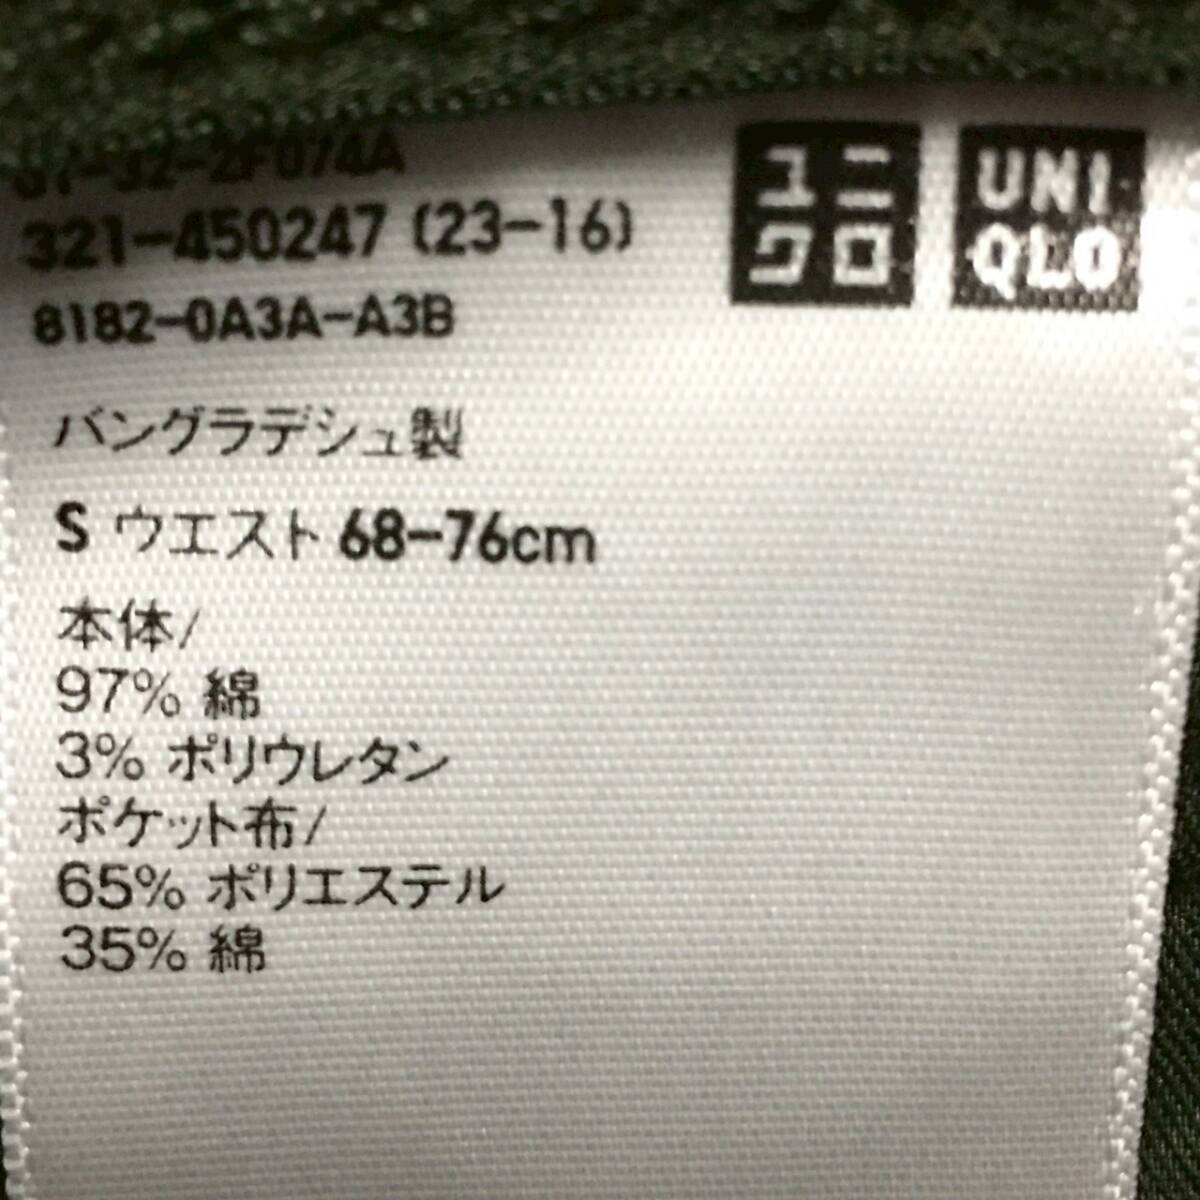 321-450247 (23-16)
8182-0A3A-A3B
ユニ
クロ
UNI
QLO
バングラデシュ製
S ウエスト 68-76cm
本体/
97% 綿
3% ポリウレタン
ポケット布/
65% ポリエステル
35% 綿